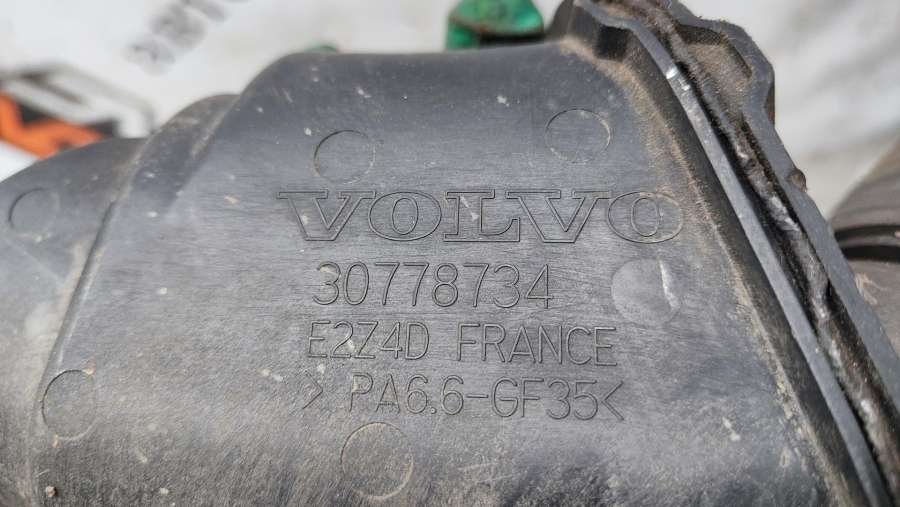 VOLVO
30778734
E2Z4D FRANCE
> PA6.6-GF35<